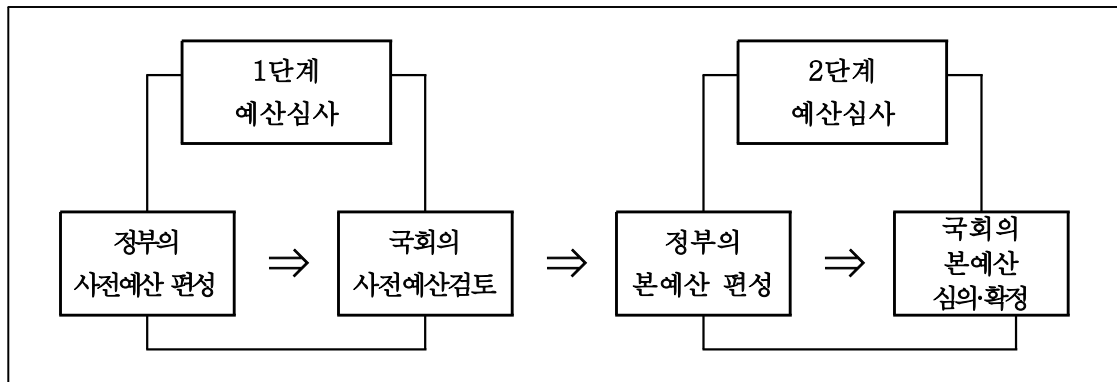 1단계
예산심사
2단계
예산심사
정부의
사전예산 편성
⇒
국회의
사전예산검토
⇒
정부의
본예산 편성
⇒
국회의
본예산
심의·확정